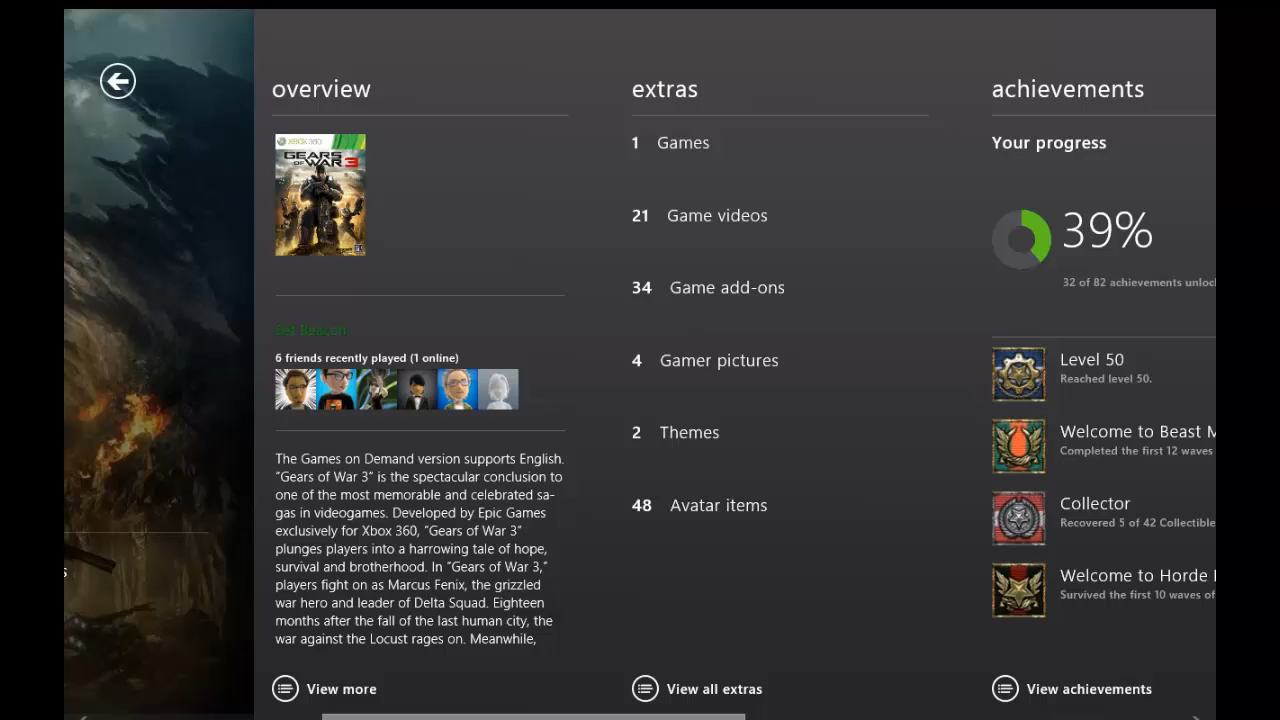 overview
XBOX 360
GEARS
OF WAR 3
Set Beacon
6 friends recently played (1 online)
The Games on Demand version supports English.
"Gears of War 3" is the spectacular conclusion to
one of the most memorable and celebrated sa-
gas in videogames. Developed by Epic Games
exclusively for Xbox 360, "Gears of War 3"
plunges players into a harrowing tale of hope,
survival and brotherhood. In "Gears of War 3,"
players fight on as Marcus Fenix, the grizzled
war hero and leader of Delta Squad. Eighteen
months after the fall of the last human city, the
war against the Locust rages on. Meanwhile,
View more
extras
1 Games
21 Game videos
34 Game add-ons
4 Gamer pictures
2 Themes
48 Avatar items
View all extras
achievements
Your progress
39%
32 of 82 achievements unloc
Level 50
Reached level 50.
Welcome to Beast M
Completed the first 12 waves
Collector
Recovered 5 of 42 Collectible
Welcome to Horde
Survived the first 10 waves of
View achievements
s